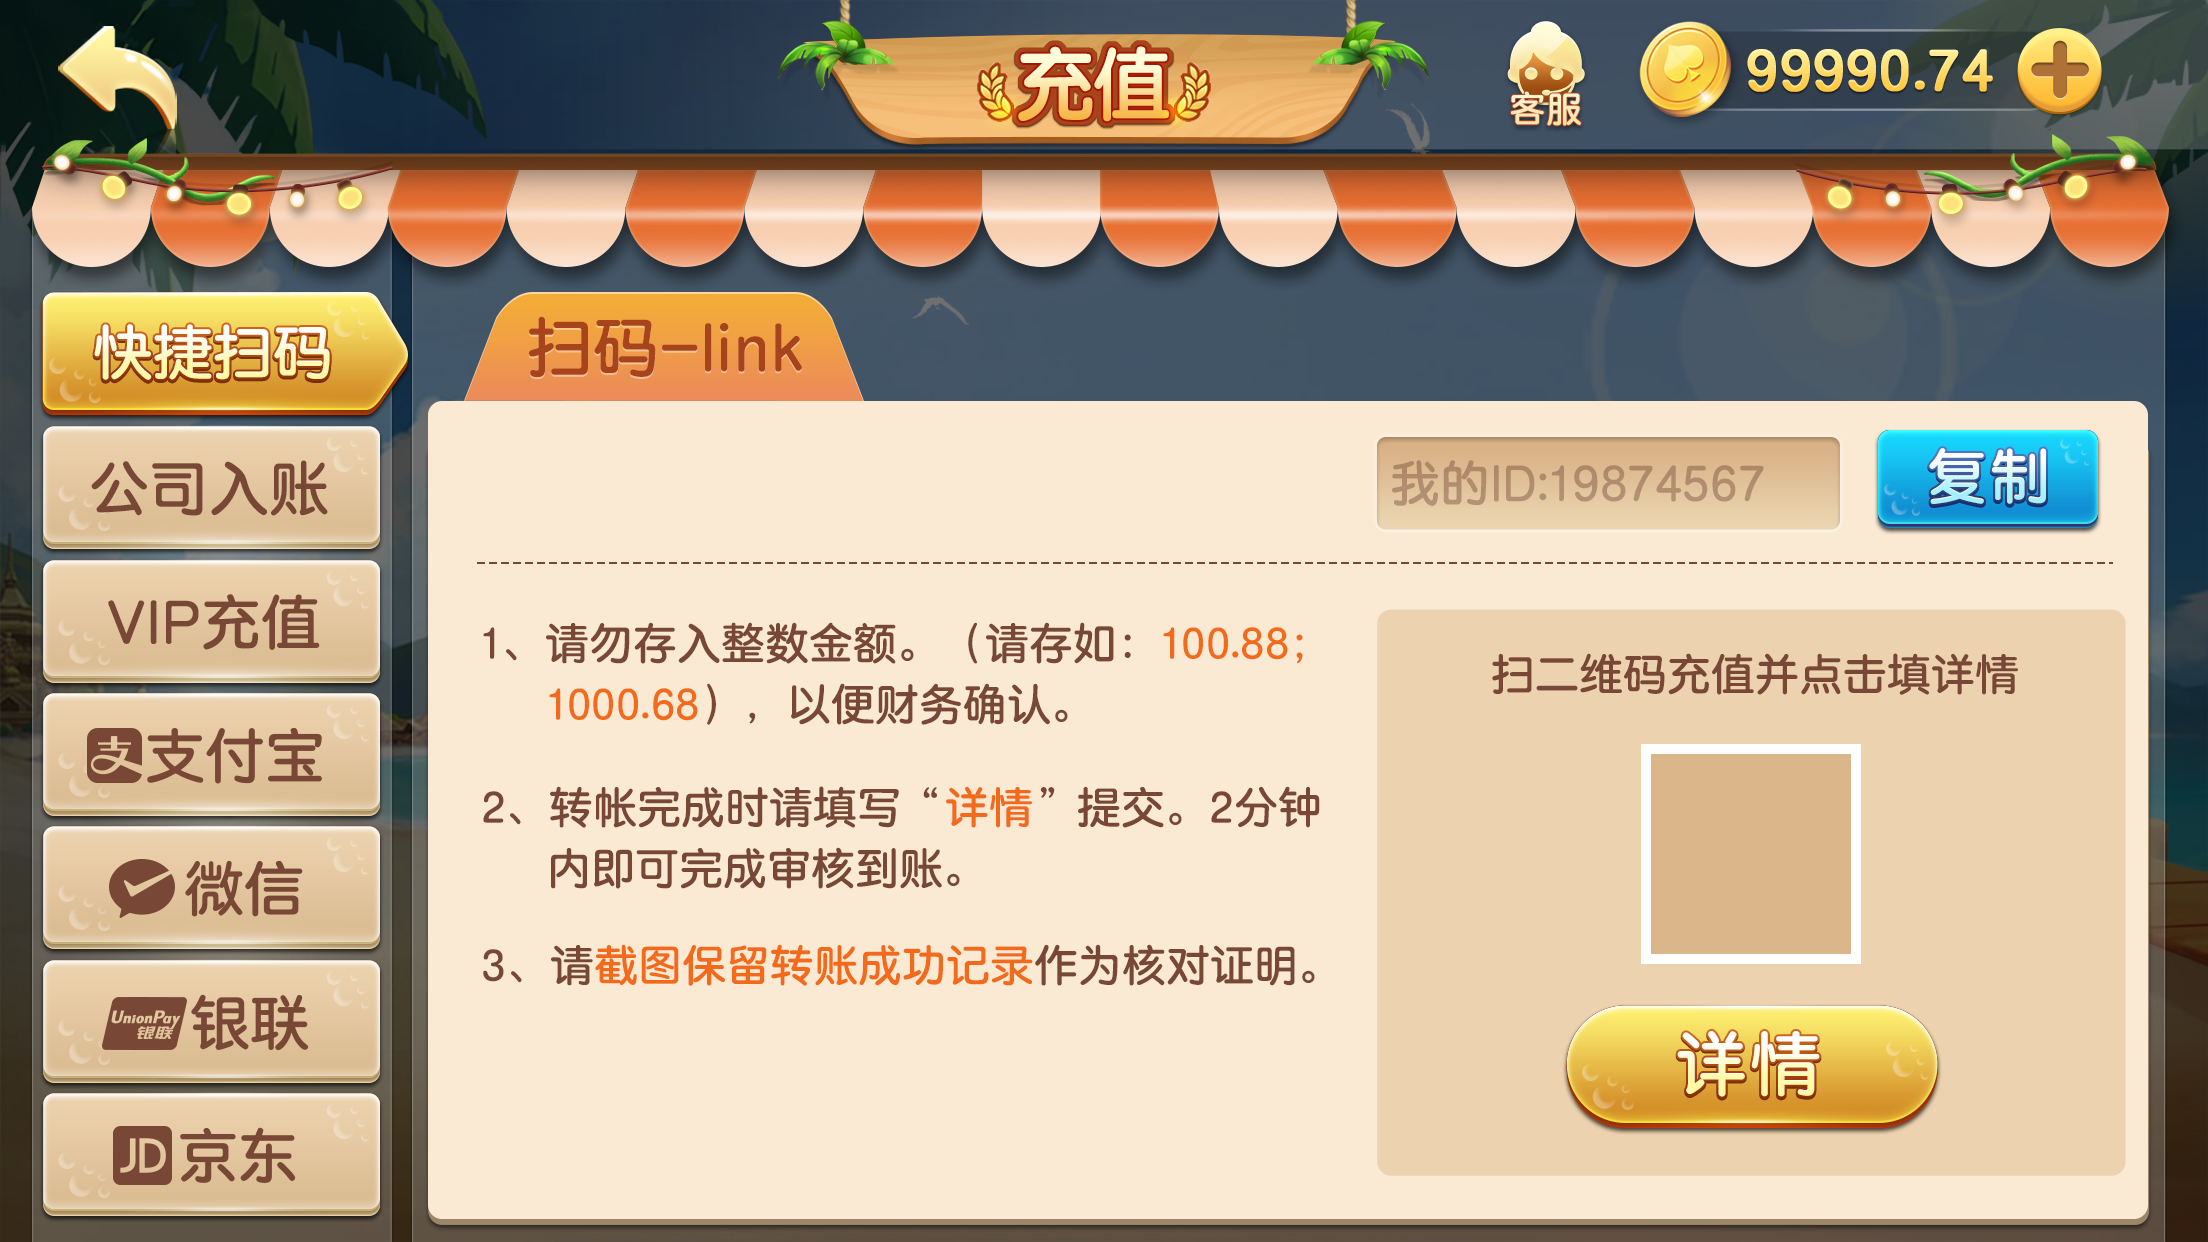 充值
客服
99990.74
快捷扫码
公司入账
VIP充值
支 支付宝
微信
UnionPay
银联
银联
JD 京东
扫码-link
我的ID:19874567
复制
1、请勿存入整数金额。（请存如：100.88;
1000.68），以便财务确认。
2、转帐完成时请填写“详情”提交。2分钟
内即可完成审核到账。
3、请截图保留转账成功记录作为核对证明。
扫二维码充值并点击填详情
详情